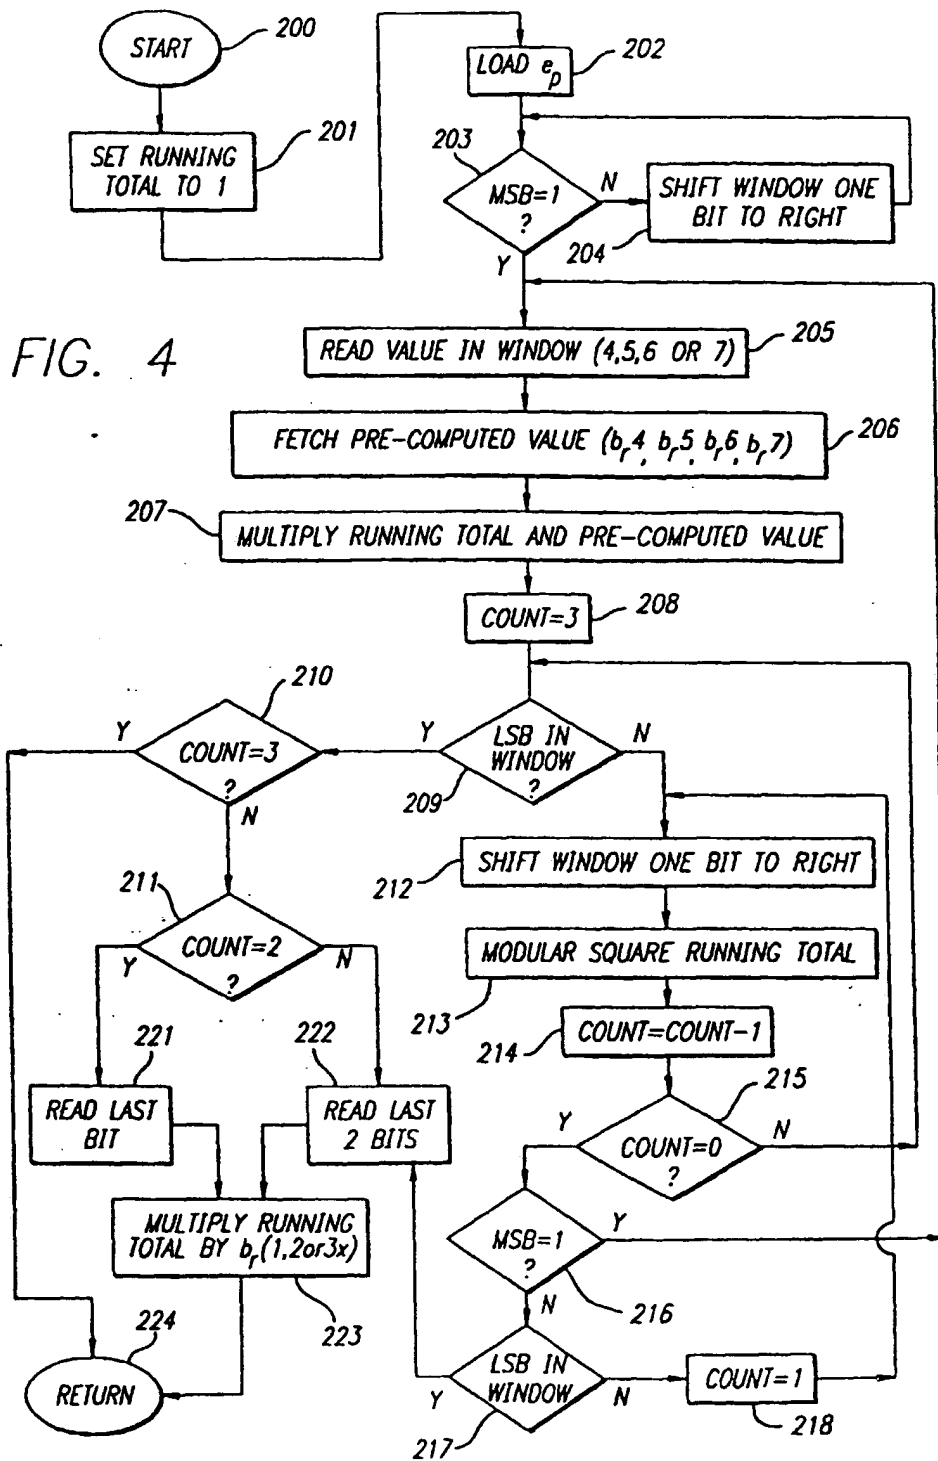 START
200
SET RUNNING
TOTAL TO 1
201
LOAD e_p
202
203
MSB=1
?
N
Y
SHIFT WINDOW ONE
BIT TO RIGHT
204
FIG. 4
READ VALUE IN WINDOW (4,5,6 OR 7)
205
FETCH PRE-COMPUTED VALUE (b_r4, b_r5, b_r6, b_r7)
206
207
MULTIPLY RUNNING TOTAL AND PRE-COMPUTED VALUE
COUNT=3
208
210
Y
COUNT=3
?
N
Y
LSB IN
WINDOW
?
N
209
SHIFT WINDOW ONE BIT TO RIGHT
212
211
COUNT=2
?
Y
N
MODULAR SQUARE RUNNING TOTAL
213
COUNT=COUNT-1
214
221
READ LAST
BIT
222
READ LAST
2 BITS
215
Y
COUNT=0
?
N
MULTIPLY RUNNING
TOTAL BY b_r(1,2or3x)
223
MSB=1
?
Y
N
216
224
RETURN
LSB IN
WINDOW
Y
N
217
COUNT=1
218